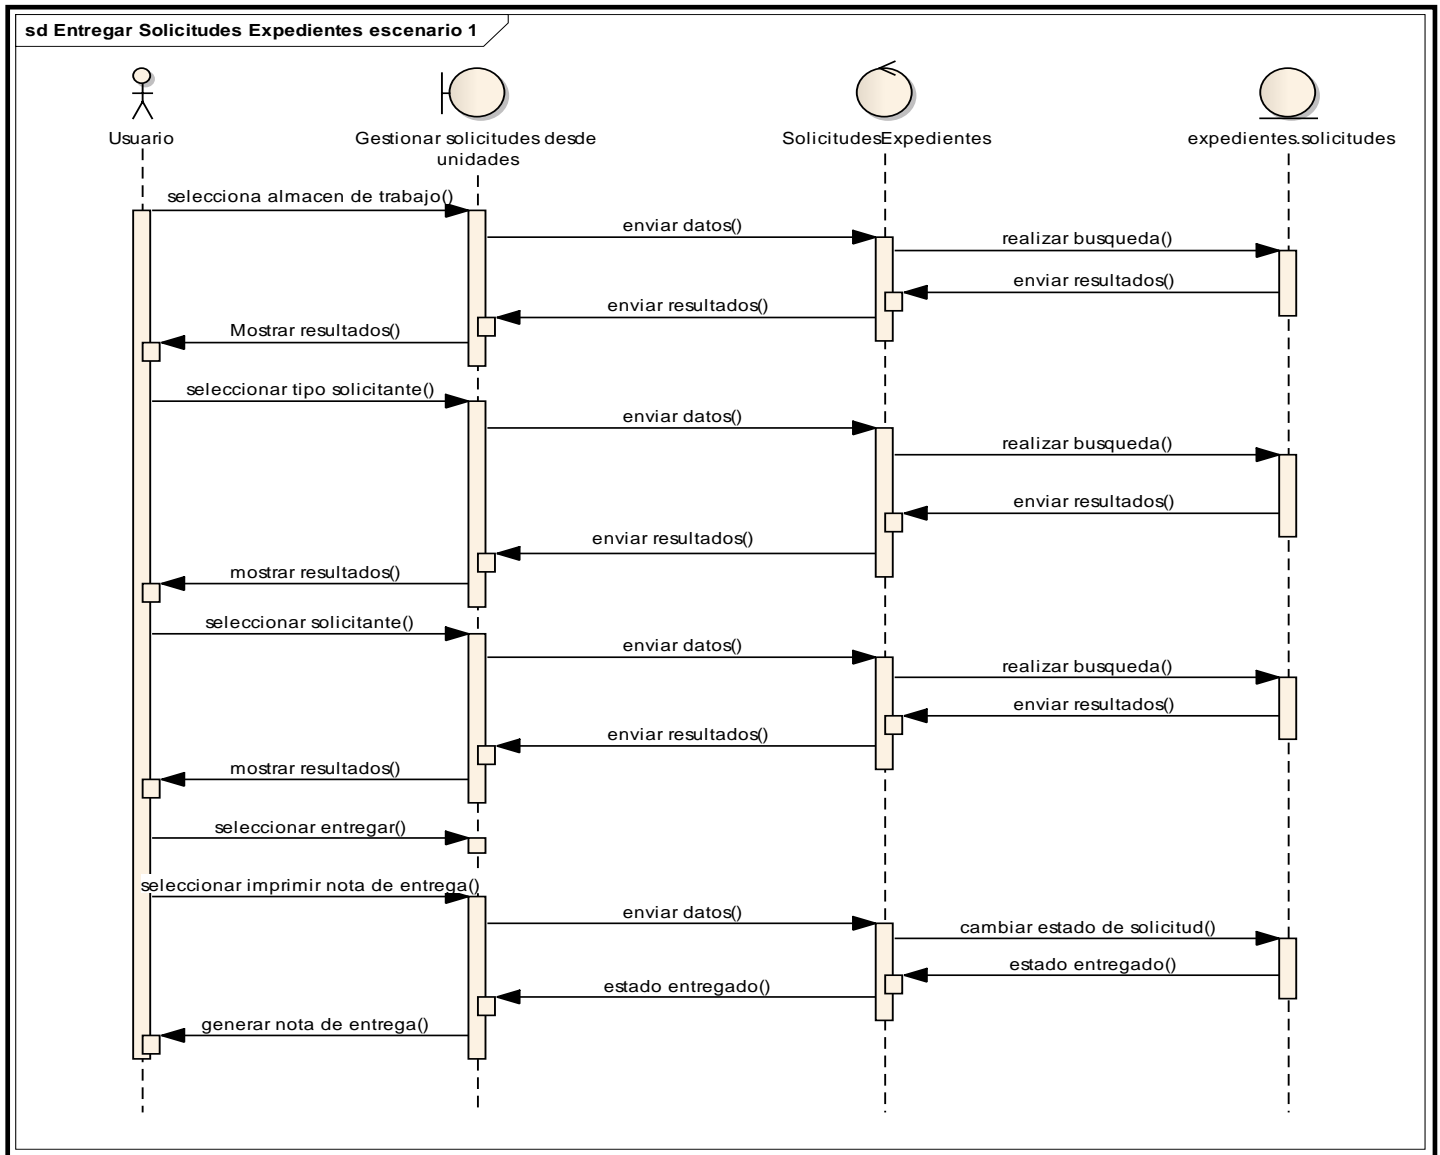 sd Entregar Solicitudes Expedientes escenario 1
Usuario
Gestionar solicitudes desde
unidades
SolicitudesExpedientes
expedientes.solicitudes
selecciona almacen de trabajo()
enviar datos()
realizar busqueda()
enviar resultados()
enviar resultados()
Mostrar resultados()
seleccionar tipo solicitante()
enviar datos()
realizar busqueda()
enviar resultados()
enviar resultados()
mostrar resultados()
seleccionar solicitante()
enviar datos()
realizar busqueda()
enviar resultados()
enviar resultados()
mostrar resultados()
seleccionar entregar()
seleccionar imprimir nota de entrega()
enviar datos()
cambiar estado de solicitud()
estado entregado()
estado entregado()
generar nota de entrega()